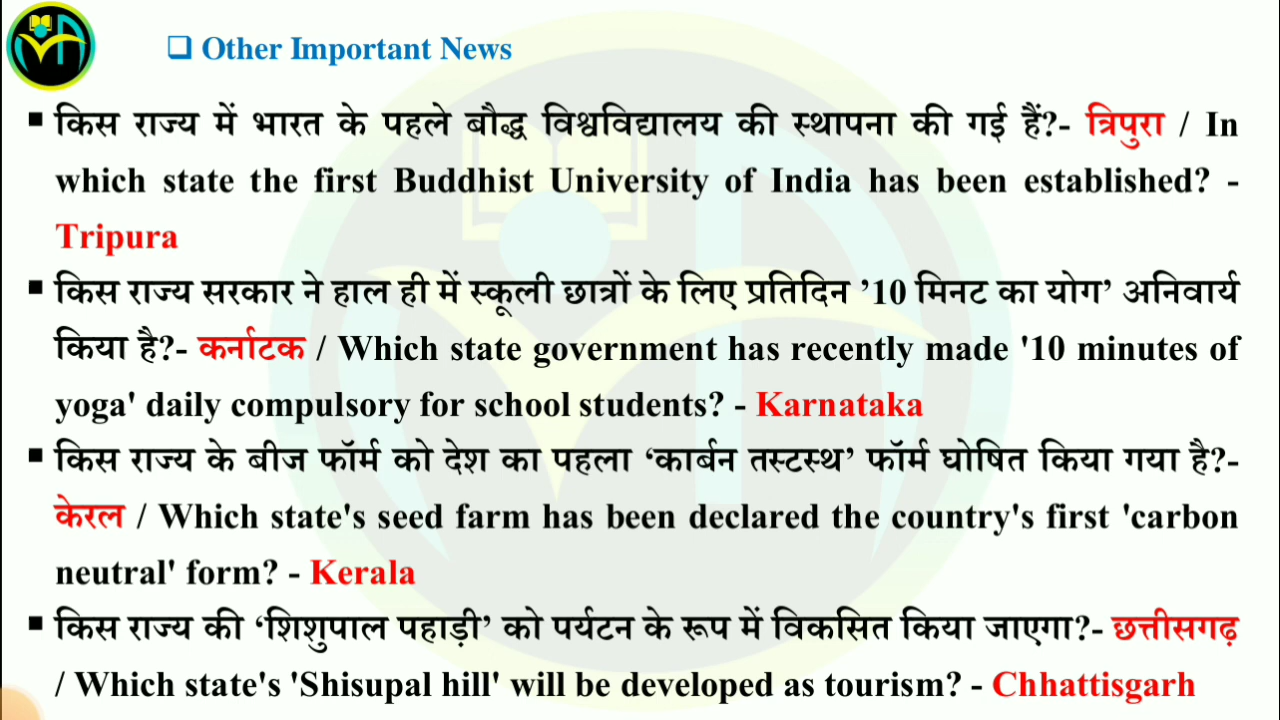 ❑ Other Important News
▪ किस राज्य में भारत के पहले बौद्ध विश्वविद्यालय की स्थापना की गई हैं?- त्रिपुरा / In
which state the first Buddhist University of India has been established? -
Tripura
▪ किस राज्य सरकार ने हाल ही में स्कूली छात्रों के लिए प्रतिदिन ’10 मिनट का योग’ अनिवार्य
किया है?- कर्नाटक / Which state government has recently made '10 minutes of
yoga' daily compulsory for school students? - Karnataka
▪ किस राज्य के बीज फॉर्म को देश का पहला ‘कार्बन तस्टस्थ’ फॉर्म घोषित किया गया है?-
केरल / Which state's seed farm has been declared the country's first 'carbon
neutral' form? - Kerala
▪ किस राज्य की ‘शिशुपाल पहाड़ी’ को पर्यटन के रूप में विकसित किया जाएगा?- छत्तीसगढ़
/ Which state's 'Shisupal hill' will be developed as tourism? - Chhattisgarh